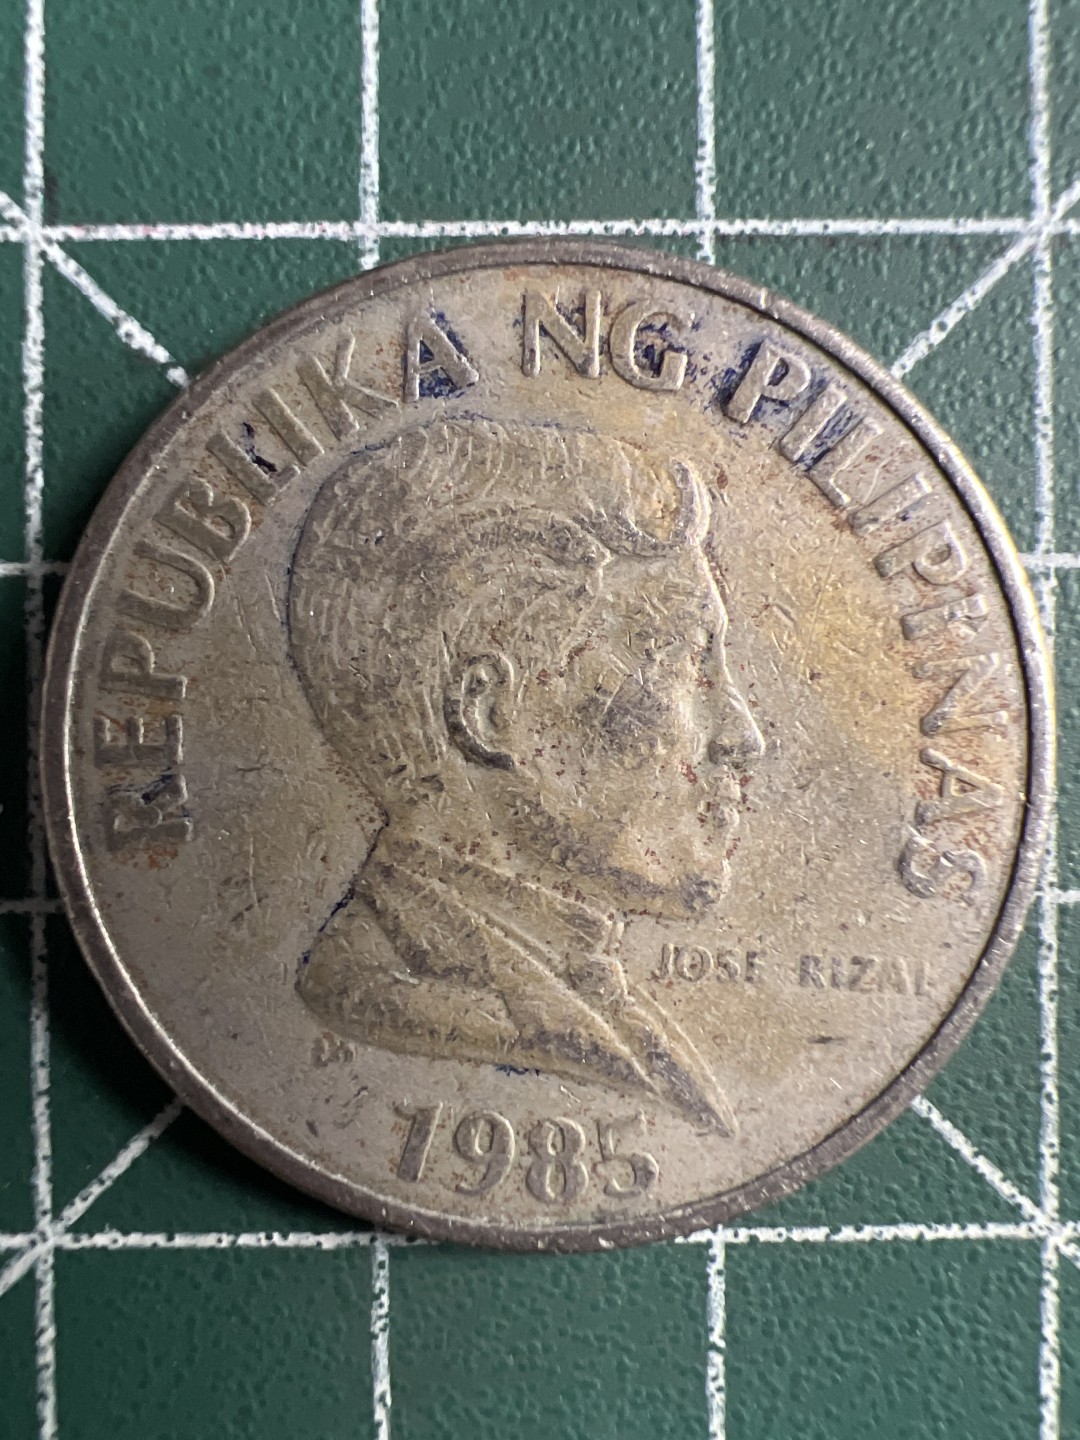 REPUBLIKA NG PILIPINAS
JOSE RIZAL
1985